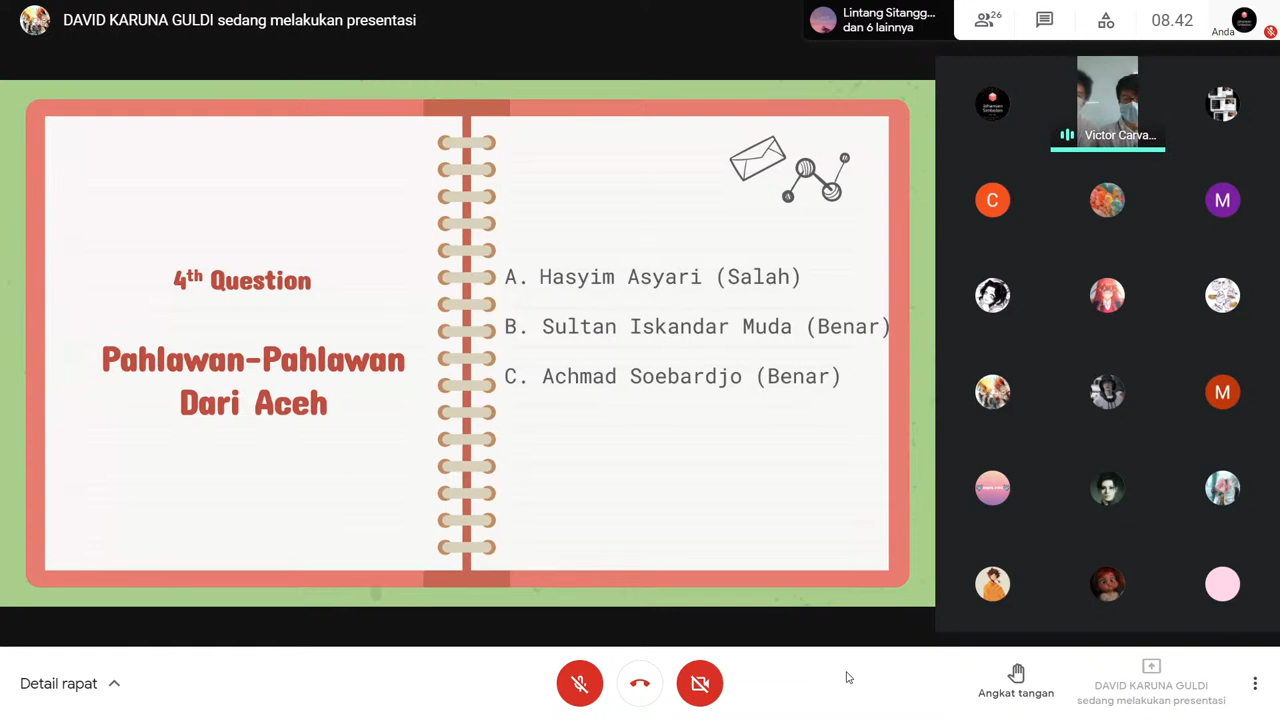 DAVID KARUNA GULDI sedang melakukan presentasi
Lintang Sitangg...
dan 6 lainnya
26
08.42
Anda
4th Question
Pahlawan-Pahlawan
Dari Aceh
A. Hasyim Asyari (Salah)
B. Sultan Iskandar Muda (Benar)
C. Achmad Soebardjo (Benar)
Victor Carva...
C
M
M
Detail rapat
Angkat tangan
DAVID KARUNA GULDI
sedang melakukan presentasi